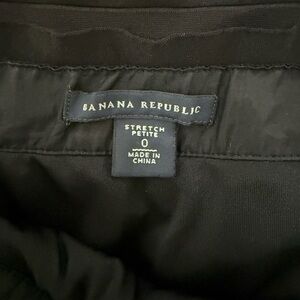 BANANA REPUBLIC
STRETCH
PETITE
0
MADE IN
CHINA